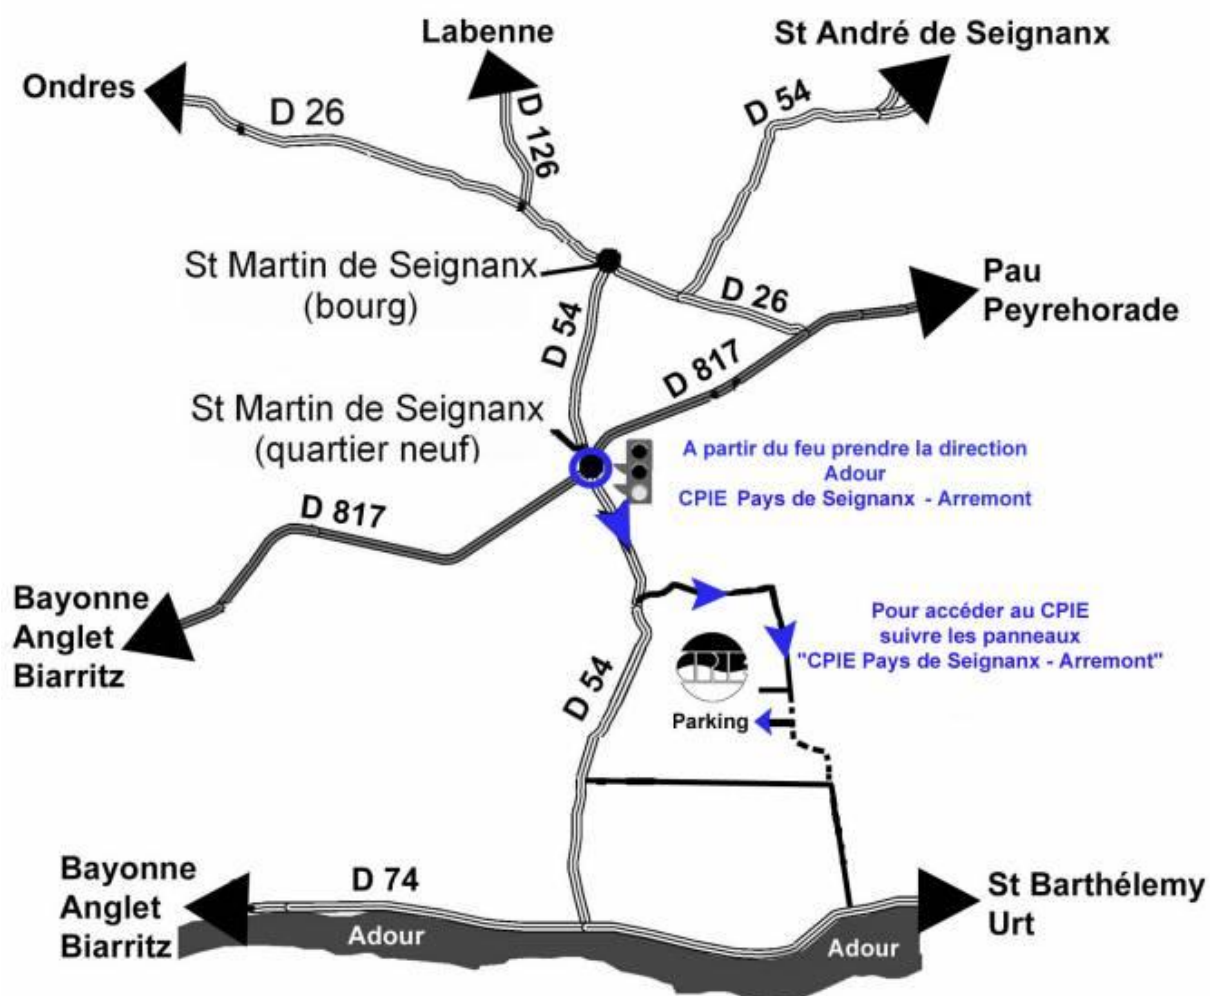 Labenne
St André de Seignanx
Ondres
D 26
D 126
D 54
St Martin de Seignanx
(bourg)
D 26
Pau
Peyrehorade
D 54
D 817
St Martin de Seignanx
(quartier neuf)
A partir du feu prendre la direction
Adour
CPIE Pays de Seignanx - Arremont
D 817
Bayonne
Anglet
Biarritz
Pour accéder au CPIE
suivre les panneaux
"CPIE Pays de Seignanx - Arremont"
D 54
Parking
Bayonne
Anglet
Biarritz
D 74
Adour
Adour
St Barthélemy
Urt